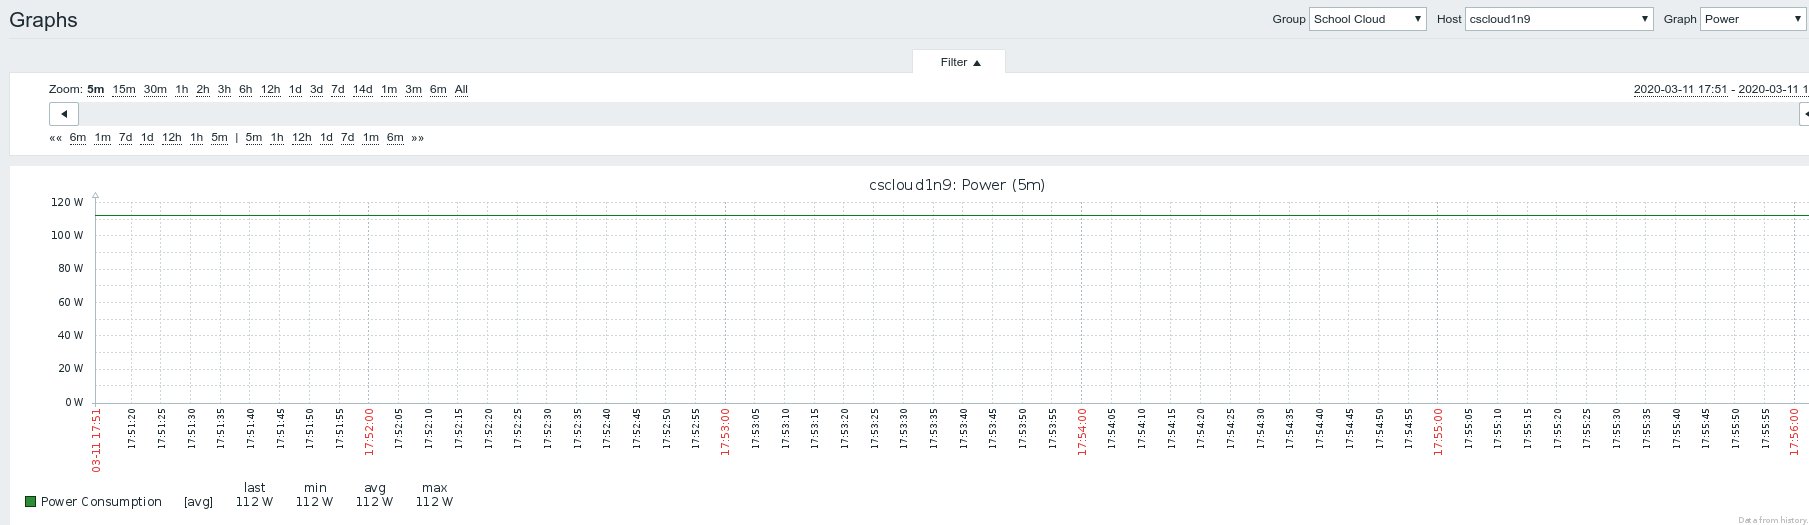 Graphs
Group School Cloud Host cscloud1n9 Graph Power
Filter
Zoom: 5m 15m 30m 1h 2h 3h 6h 12h 1d 3d 7d 14d 1m 3m 6m All
2020-03-11 17:51 - 2020-03-11 1
«« 6m 1m 7d 1d 12h 1h 5m | 5m 1h 12h 1d 7d 1m 6m »»
cscloud1n9: Power (5m)
120 W
100 W
80 W
60 W
40 W
20 W
0 W
03-11 17:51 17:51:20 17:51:25 17:51:30 17:51:35 17:51:40 17:51:45 17:51:50 17:51:55 17:52:00 17:52:05 17:52:10 17:52:15 17:52:20 17:52:25 17:52:30 17:52:35 17:52:40 17:52:45 17:52:50 17:52:55 17:53:00 17:53:05 17:53:10 17:53:15 17:53:20 17:53:25 17:53:30 17:53:35 17:53:40 17:53:45 17:53:50 17:53:55 17:54:00 17:54:05 17:54:10 17:54:15 17:54:20 17:54:25 17:54:30 17:54:35 17:54:40 17:54:45 17:54:50 17:54:55 17:55:00 17:55:05 17:55:10 17:55:15 17:55:20 17:55:25 17:55:30 17:55:35 17:55:40 17:55:45 17:55:50 17:55:55 17:56:00
last min avg max
Power Consumption [avg] 112 W 112 W 112 W 112 W
Data from history.